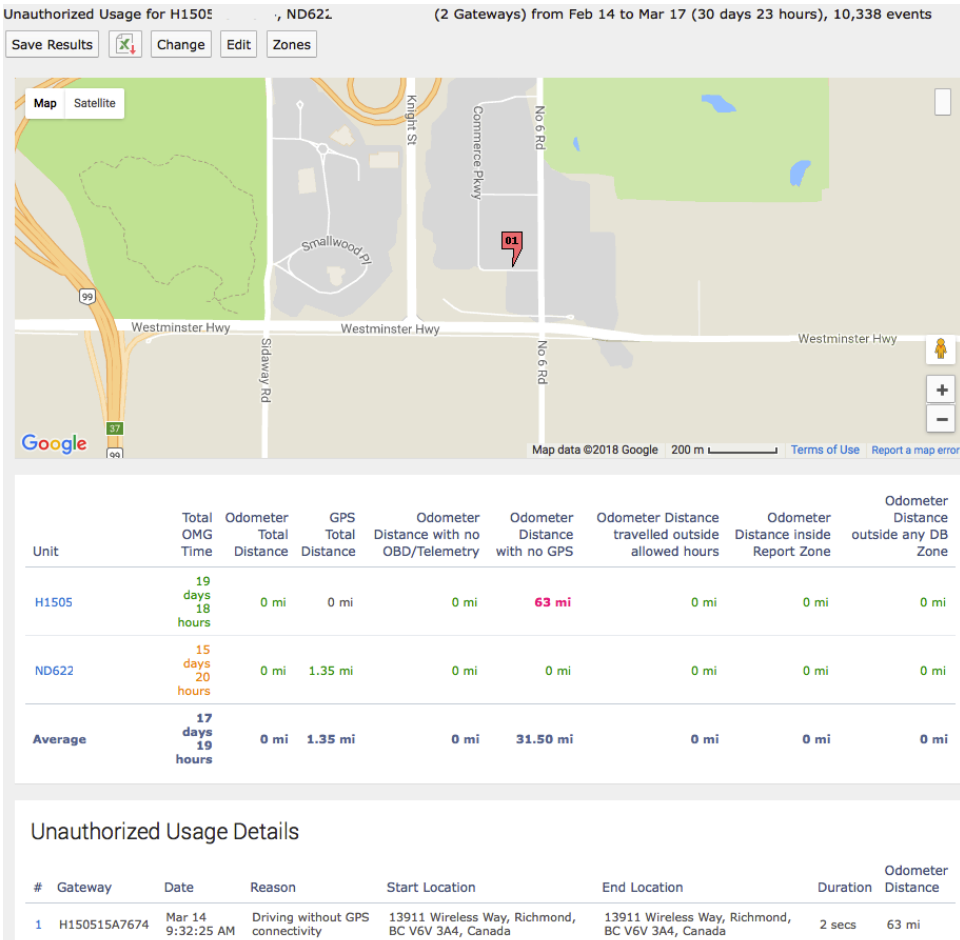 Unauthorized Usage for H1505 , ND622 (2 Gateways) from Feb 14 to Mar 17 (30 days 23 hours), 10,338 events
Save Results Change Edit Zones
Map Satellite
Knight St
Commerce Pkwy
No 6 Rd
01
Smallwood Pl
99
Westminster Hwy Westminster Hwy Westminster Hwy
Sidaway Rd
No 6 Rd
37
99
Google
Map data ©2018 Google 200 m Terms of Use Report a map error
Unit
Total OMG Time
Odometer Total Distance
GPS Total Distance
Odometer Distance with no OBD/Telemetry
Odometer Distance with no GPS
Odometer Distance travelled outside allowed hours
Odometer Distance inside Report Zone
Odometer Distance outside any DB Zone
H1505 19 days 18 hours 0 mi 0 mi 0 mi 63 mi 0 mi 0 mi 0 mi
ND622 15 days 20 hours 0 mi 1.35 mi 0 mi 0 mi 0 mi 0 mi 0 mi
Average 17 days 19 hours 0 mi 1.35 mi 0 mi 31.50 mi 0 mi 0 mi 0 mi
Unauthorized Usage Details
# Gateway Date Reason Start Location End Location Duration Odometer Distance
1 H150515A7674 Mar 14 9:32:25 AM Driving without GPS connectivity 13911 Wireless Way, Richmond, BC V6V 3A4, Canada 13911 Wireless Way, Richmond, BC V6V 3A4, Canada 2 secs 63 mi